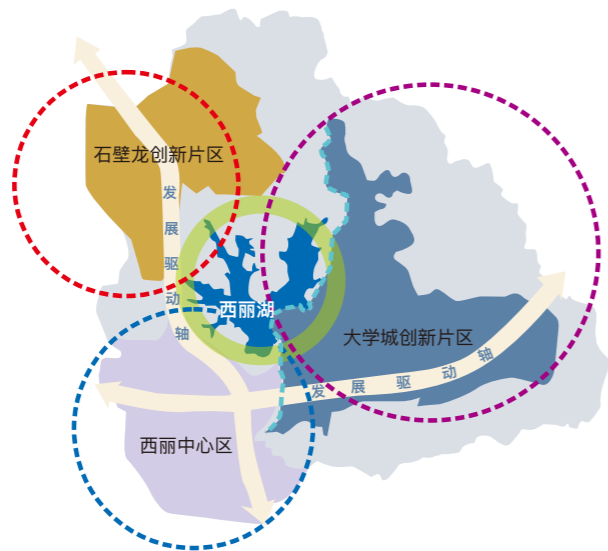 石壁龙创新片区
发展驱动轴
西丽湖
大学城创新片区
发展驱动轴
西丽中心区